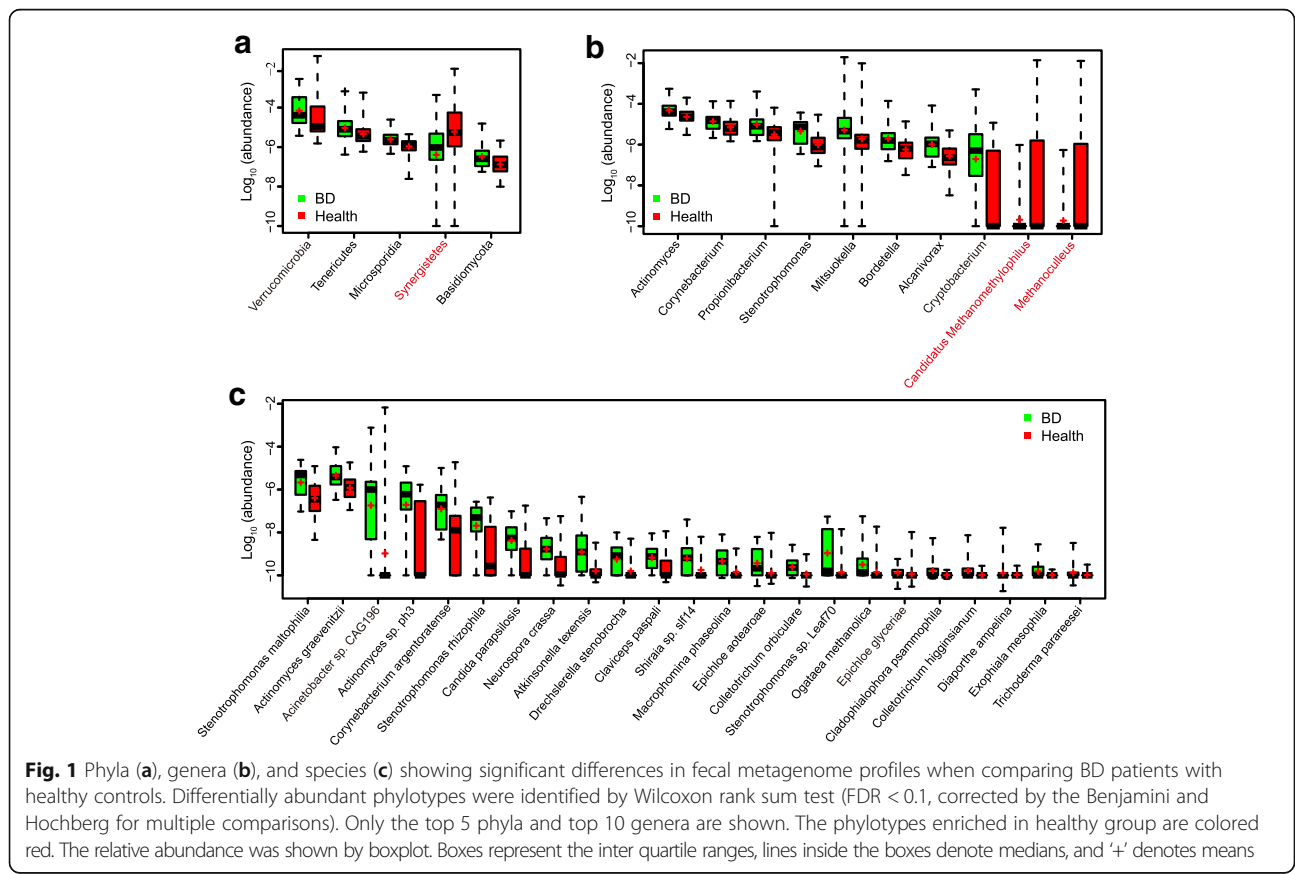 a
Log10 (abundance)
−2
−4
−6
−8
−10
BD
Health
Verrucomicrobia
Tenericutes
Microsporidia
Synergistetes
Basidiomycota
b
Log10 (abundance)
−2
−4
−6
−8
−10
BD
Health
Actinomyces
Corynebacterium
Propionibacterium
Stenotrophomonas
Mitsuokella
Bordetella
Alcanivorax
Cryptobacterium
Candidatus Methanomethylophilus
Methanoculleus
c
Log10 (abundance)
−2
−4
−6
−8
−10
BD
Health
Stenotrophomonas maltophilia
Actinomyces graevenitzii
Acinetobacter sp. CAG196
Actinomyces sp. ph3
Corynebacterium argentoratense
Stenotrophomonas rhizophila
Candida parapsilosis
Neurospora crassa
Atkinsonella texensis
Drechslerella stenobrocha
Claviceps paspali
Shiraia sp. slf14
Macrophomina phaseolina
Epichloe aotearoae
Colletotrichum orbiculare
Stenotrophomonas sp. Leaf70
Ogataea methanolica
Epichloe glyceriae
Cladophialophora psammophila
Colletotrichum higginsianum
Diaporthe ampelina
Exophiala mesophila
Trichoderma parareesei
Fig. 1 Phyla (a), genera (b), and species (c) showing significant differences in fecal metagenome profiles when comparing BD patients with
healthy controls. Differentially abundant phylotypes were identified by Wilcoxon rank sum test (FDR < 0.1, corrected by the Benjamini and
Hochberg for multiple comparisons). Only the top 5 phyla and top 10 genera are shown. The phylotypes enriched in healthy group are colored
red. The relative abundance was shown by boxplot. Boxes represent the inter quartile ranges, lines inside the boxes denote medians, and ‘+’ denotes means